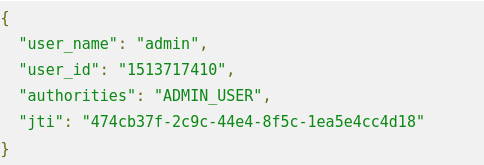 {
"user_name": "admin",
"user_id": "1513717410",
"authorities": "ADMIN_USER",
"jti": "474cb37f-2c9c-44e4-8f5c-1ea5e4cc4d18"
}